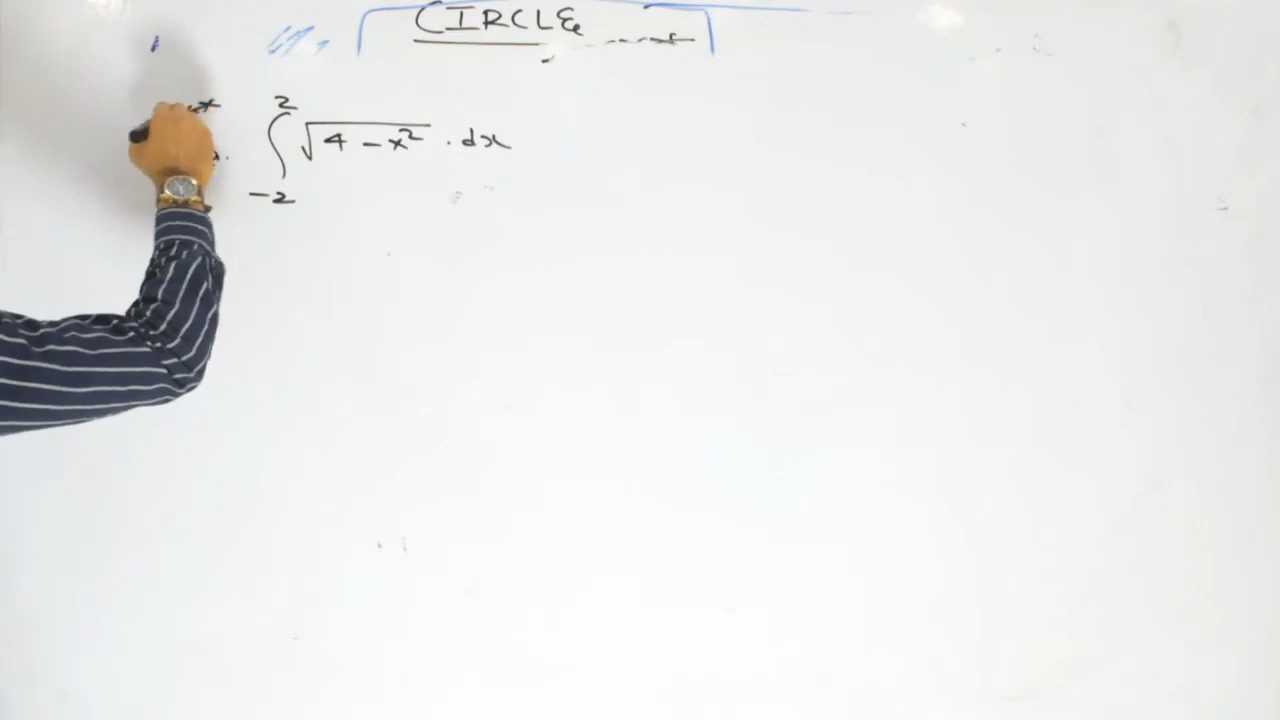 CIRCLE
∫_{-2}^{2} √(4 - x²) · dx